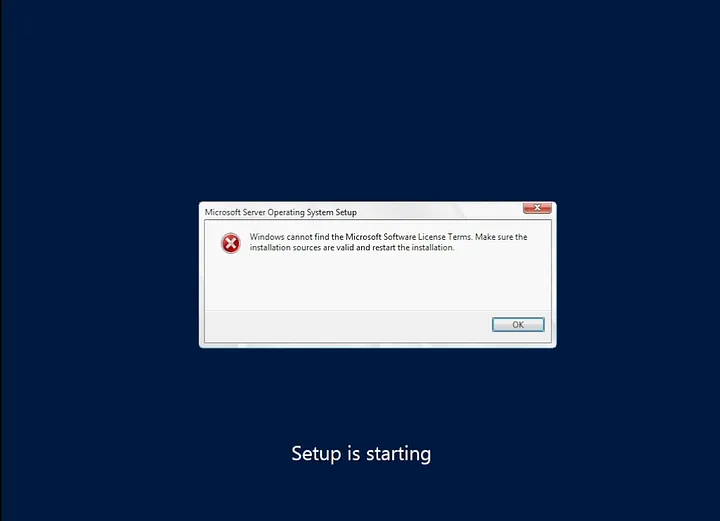 Microsoft Server Operating System Setup
Windows cannot find the Microsoft Software License Terms. Make sure the
installation sources are valid and restart the installation.
OK
Setup is starting